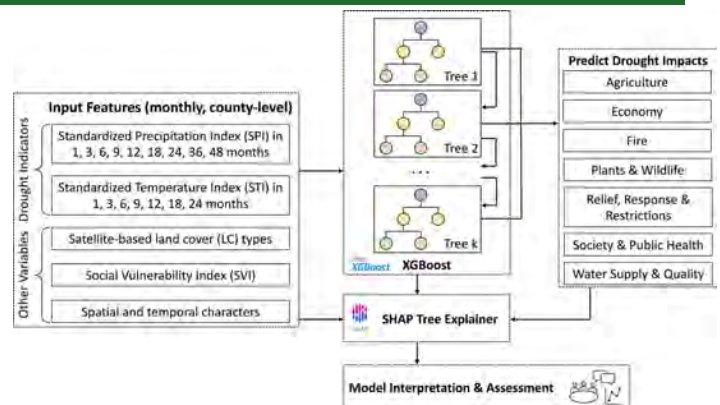 Input Features (monthly, county-level)
Drought Indicators
Standardized Precipitation Index (SPI) in
1, 3, 6, 9, 12, 18, 24, 36, 48 months
Standardized Temperature Index (STI) in
1, 3, 6, 9, 12, 18, 24 months
Other Variables
Satellite-based land cover (LC) types
Social Vulnerability Index (SVI)
Spatial and temporal characters
Tree 1
Tree 2
...
Tree k
XGBoost
XGBoost
SHAP Tree Explainer
Model Interpretation & Assessment
Predict Drought Impacts
Agriculture
Economy
Fire
Plants & Wildlife
Relief, Response &
Restrictions
Society & Public Health
Water Supply & Quality